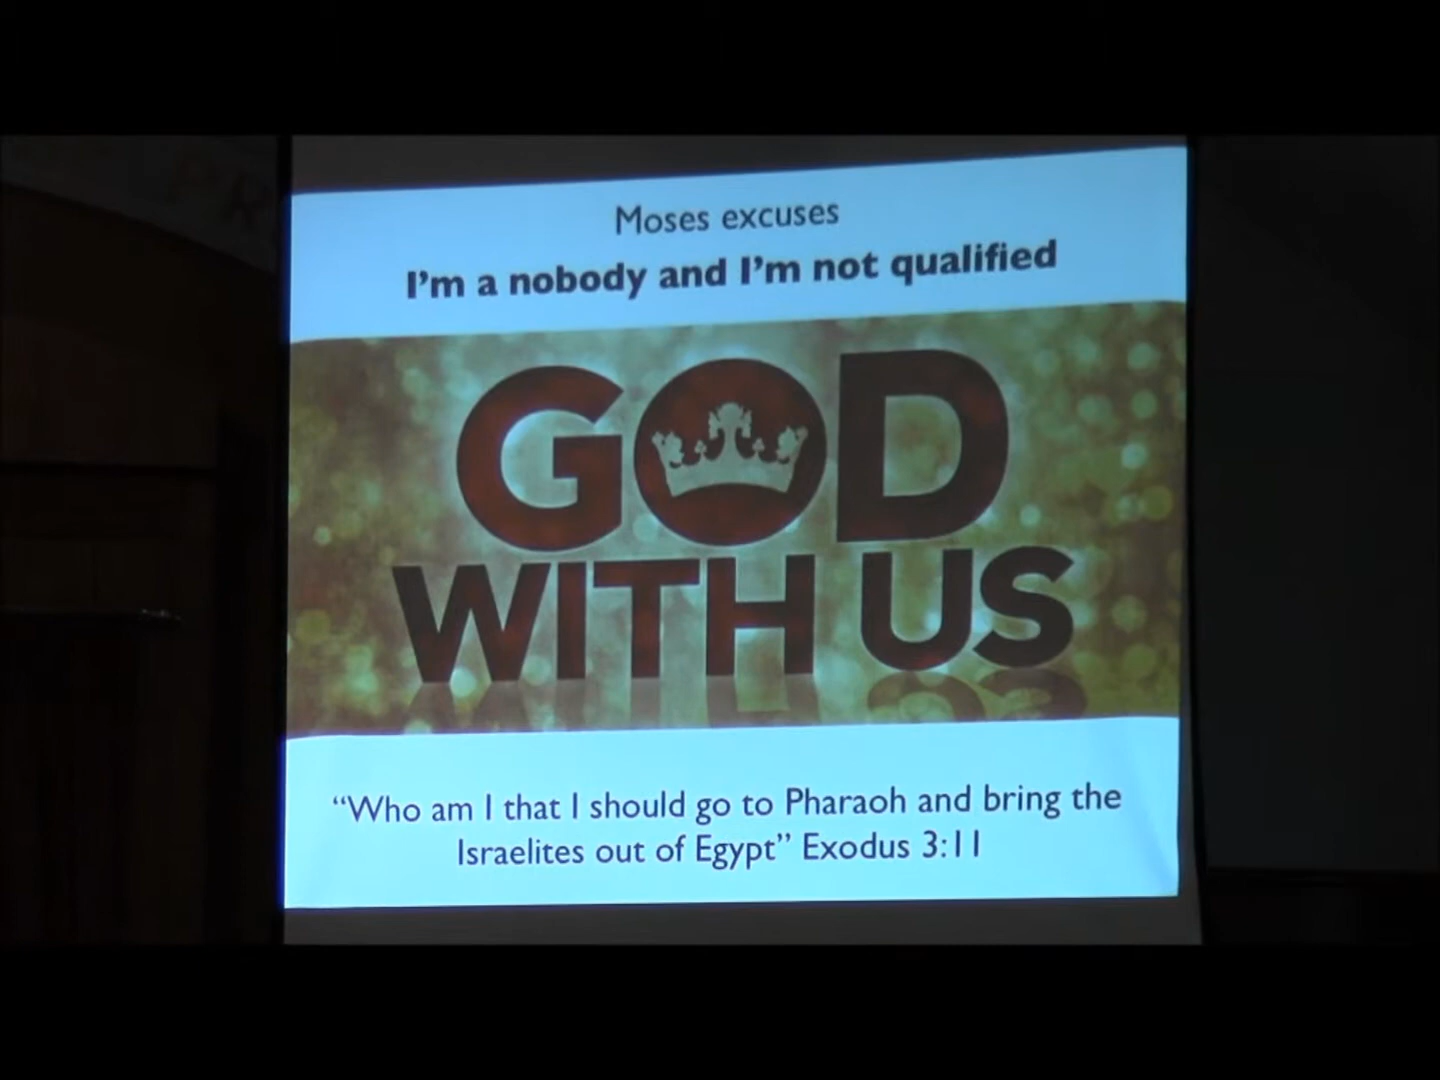 Moses excuses
I'm a nobody and I'm not qualified
GOD
WITH US
“Who am I that I should go to Pharaoh and bring the
Israelites out of Egypt” Exodus 3:11